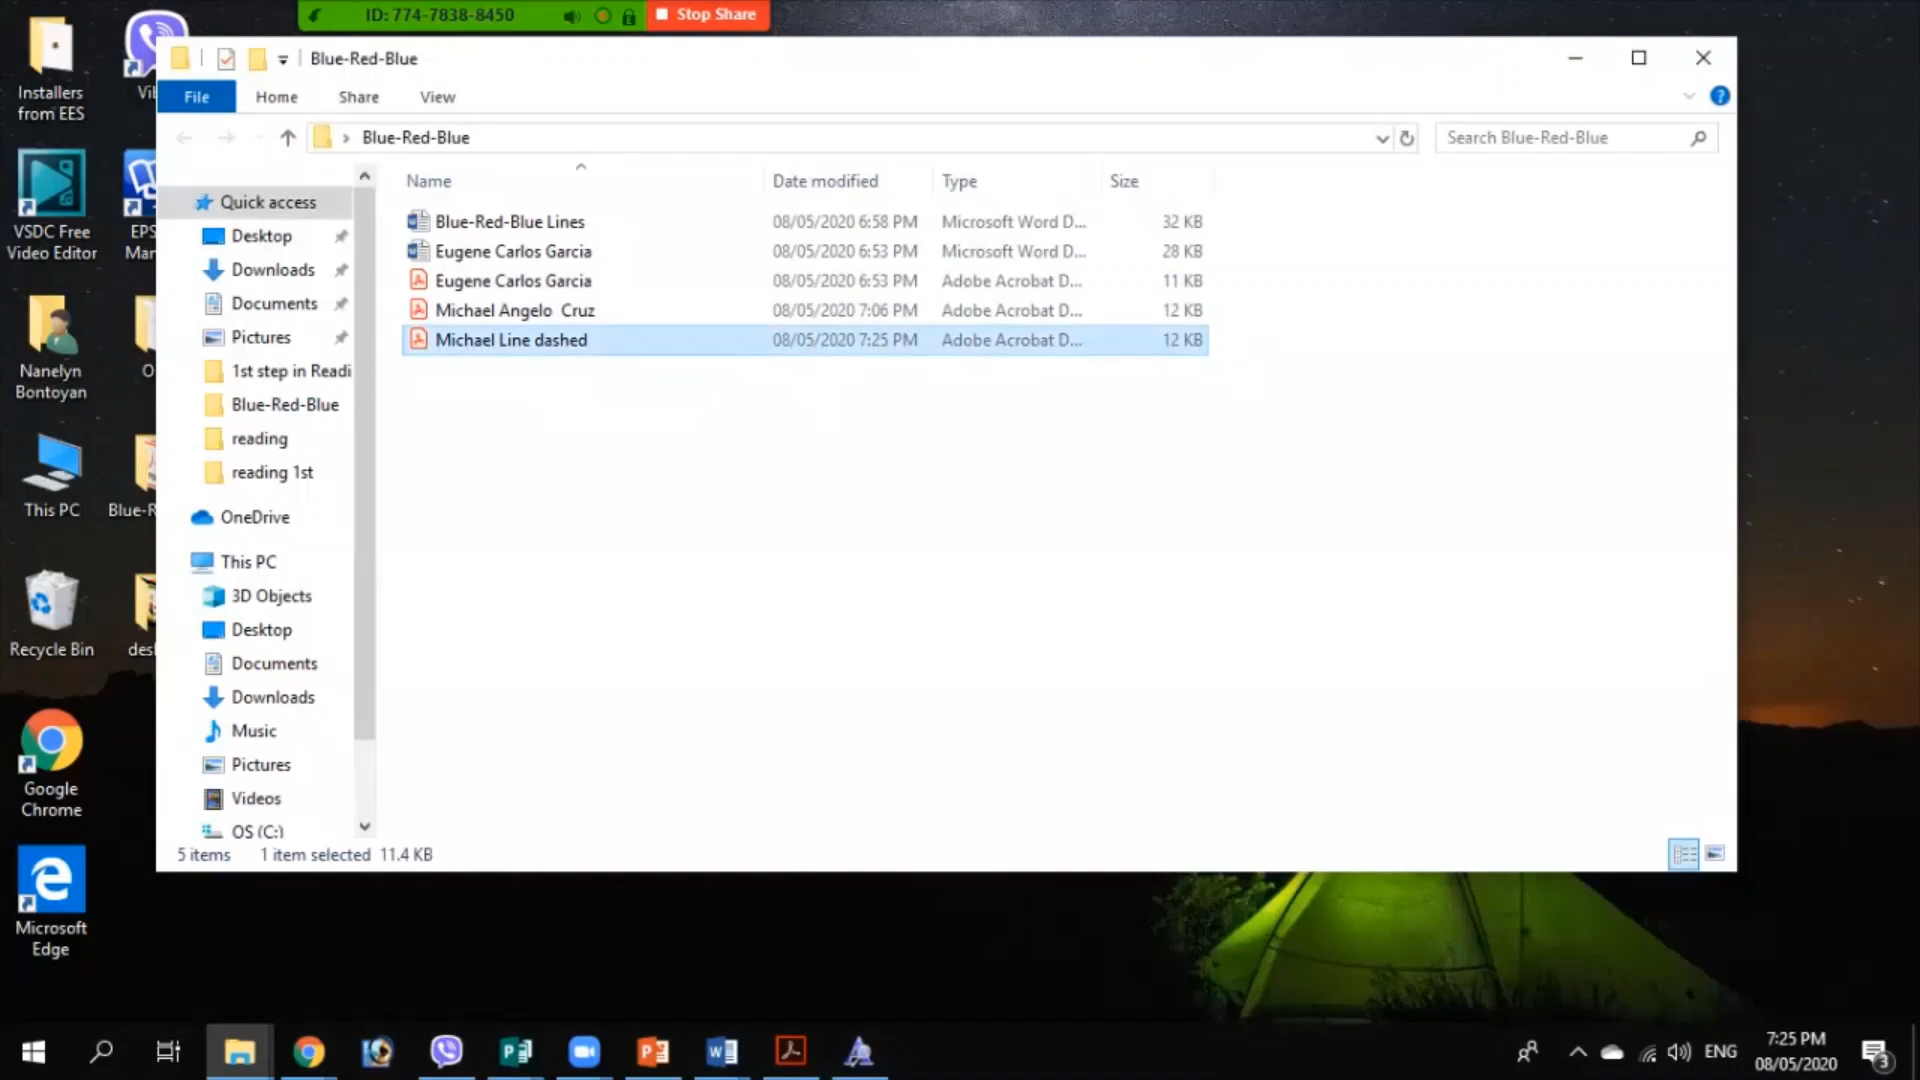 ID: 774-7838-8450
Stop Share
Installers
from EES
Vib
Blue-Red-Blue
File Home Share View
Blue-Red-Blue
Search Blue-Red-Blue
Name Date modified Type Size
Quick access
Desktop
Downloads
Documents
Pictures
1st step in Readi
Blue-Red-Blue
reading
reading 1st
OneDrive
This PC
3D Objects
Desktop
Documents
Downloads
Music
Pictures
Videos
OS (C:)
Blue-Red-Blue Lines 08/05/2020 6:58 PM Microsoft Word D... 32 KB
Eugene Carlos Garcia 08/05/2020 6:53 PM Microsoft Word D... 28 KB
Eugene Carlos Garcia 08/05/2020 6:53 PM Adobe Acrobat D... 11 KB
Michael Angelo  Cruz 08/05/2020 7:06 PM Adobe Acrobat D... 12 KB
Michael Line dashed 08/05/2020 7:25 PM Adobe Acrobat D... 12 KB
5 items 1 item selected 11.4 KB
VSDC Free
Video Editor
EPS
Man
Nanelyn
Bontoyan
This PC
Blue-R
Recycle Bin
des
Google
Chrome
Microsoft
Edge
ENG
7:25 PM
08/05/2020
3